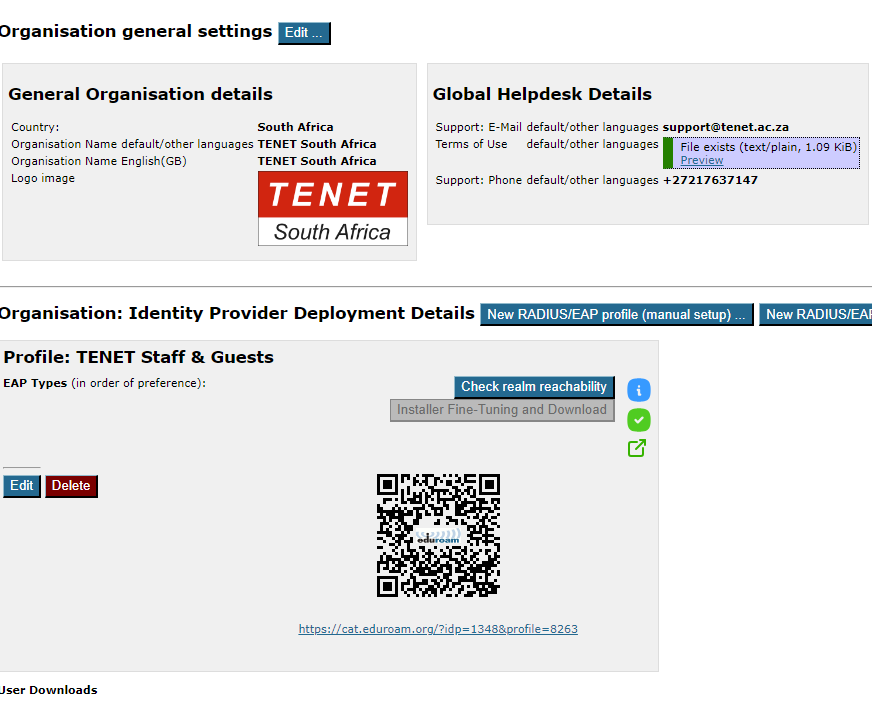 Organisation general settings Edit ...
General Organisation details
Country: South Africa
Organisation Name default/other languages TENET South Africa
Organisation Name English(GB) TENET South Africa
Logo image
TENET
South Africa
Global Helpdesk Details
Support: E-Mail default/other languages support@tenet.ac.za
Terms of Use default/other languages File exists (text/plain, 1.09 KiB)
Preview
Support: Phone default/other languages +27217637147
Organisation: Identity Provider Deployment Details New RADIUS/EAP profile (manual setup) ... New RADIUS/EAP
Profile: TENET Staff & Guests
EAP Types (in order of preference):
Check realm reachability
Installer Fine-Tuning and Download
Edit Delete
eduroam
https://cat.eduroam.org/?idp=1348&profile=8263
User Downloads